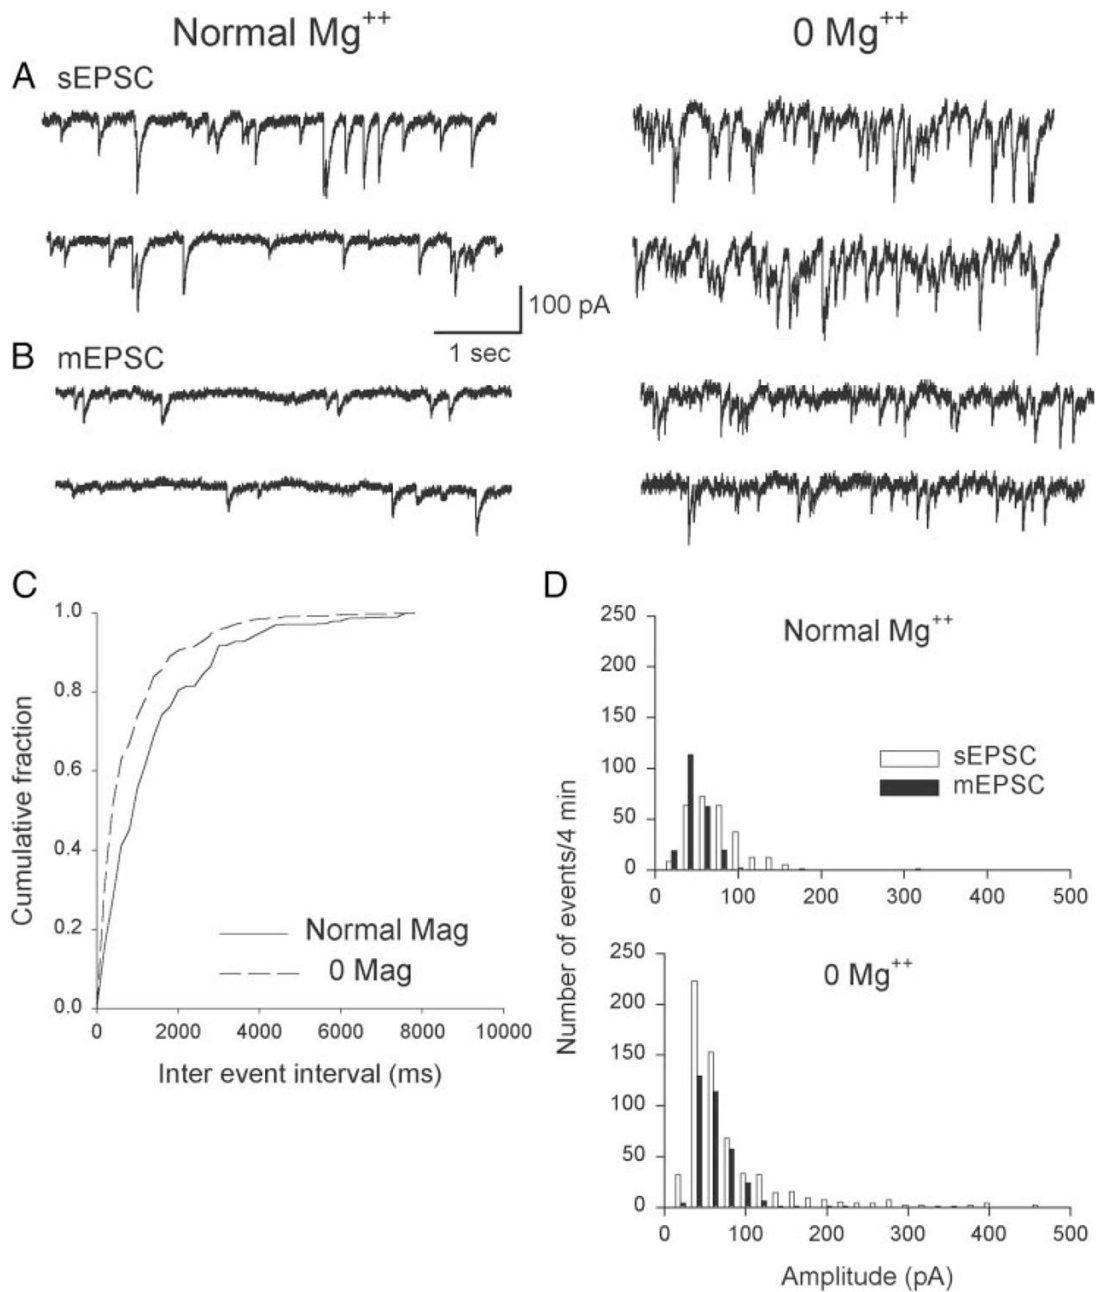 Normal Mg++
0 Mg++
A sEPSC
100 pA
1 sec
B mEPSC
C
1.0
0.8
0.6
0.4
0.2
0.0
Cumulative fraction
Normal Mag
0 Mag
0 2000 4000 6000 8000 10000
Inter event interval (ms)
D
Normal Mg++
250
200
150
100
50
0
sEPSC
mEPSC
0 100 200 300 400 500
Number of events/4 min
0 Mg++
250
200
150
100
50
0
0 100 200 300 400 500
Amplitude (pA)